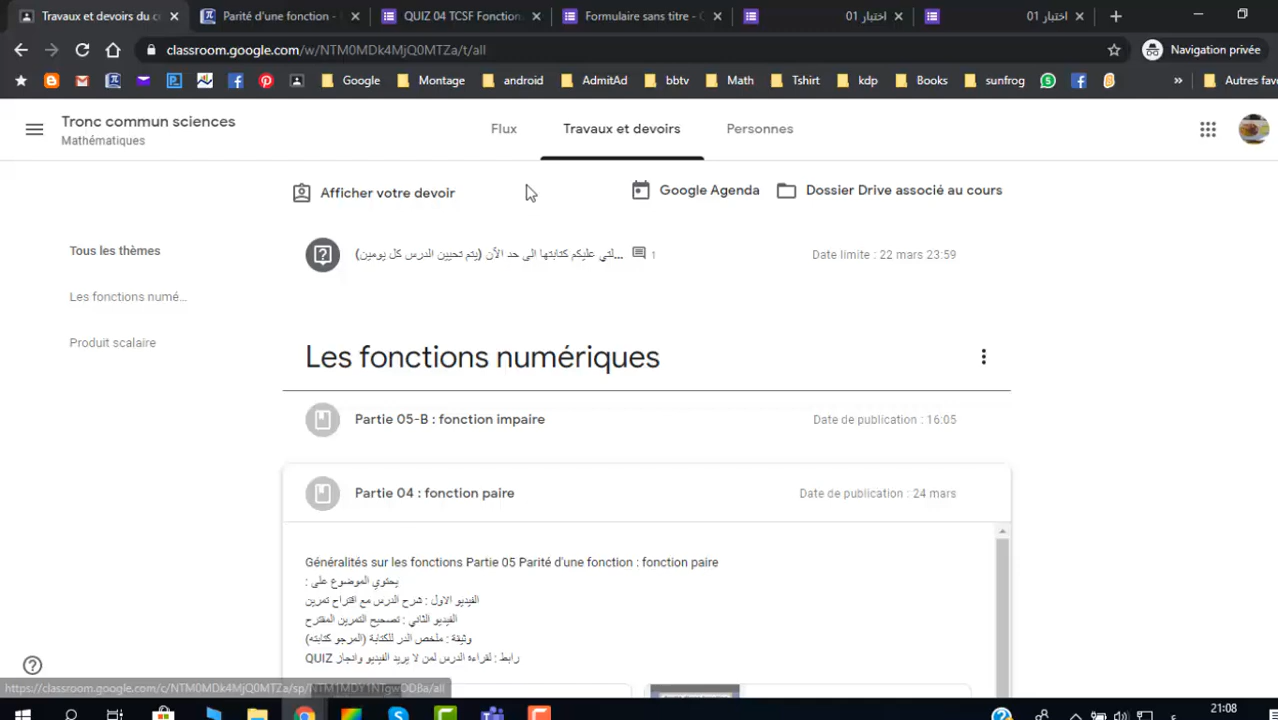 Travaux et devoirs du c
Parité d'une fonction -
QUIZ 04 TCSF Fonction
Formulaire sans titre -
اختبار 01
اختبار 01
classroom.google.com/w/NTM0MDk4MjQ0MTZa/t/all
Navigation privée
Google
Montage
android
AdmitAd
bbtv
Math
Tshirt
kdp
Books
sunfrog
»
Autres fav
Tronc commun sciences
Mathématiques
Flux
Travaux et devoirs
Personnes
Afficher votre devoir
Google Agenda
Dossier Drive associé au cours
Tous les thèmes
...لتي عليكم كتابتها الى حد الأن (يتم تحيين الدرس كل يومين)
1
Date limite : 22 mars 23:59
Les fonctions numé...
Produit scalaire
Les fonctions numériques
Partie 05-B : fonction impaire
Date de publication : 16:05
Partie 04 : fonction paire
Date de publication : 24 mars
Généralités sur les fonctions Partie 05 Parité d'une fonction : fonction paire
يحتوي الموضوع على :
الفيديو الاول : شرح الدرس مع اقتراح تمرين
الفيديو الثاني : تصحيح التمرين المقترح
وثيقة : ملخص الدر للكتابة (المرجو كتابته)
رابط : لقراءة الدرس لمن لا يريد الفيديو وانجاز QUIZ
https://classroom.google.com/c/NTM0MDk4MjQ0MTZa/sp/NTM1MDY1NTgwODBa/all
21:08